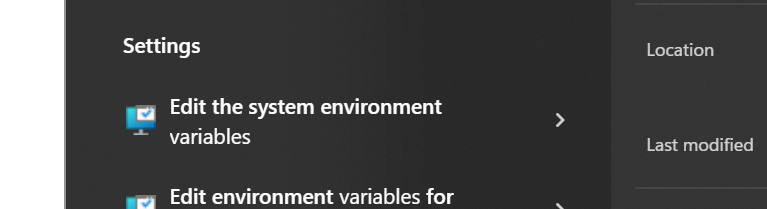 Settings
Location
Edit the system environment
variables
Last modified
Edit environment variables for